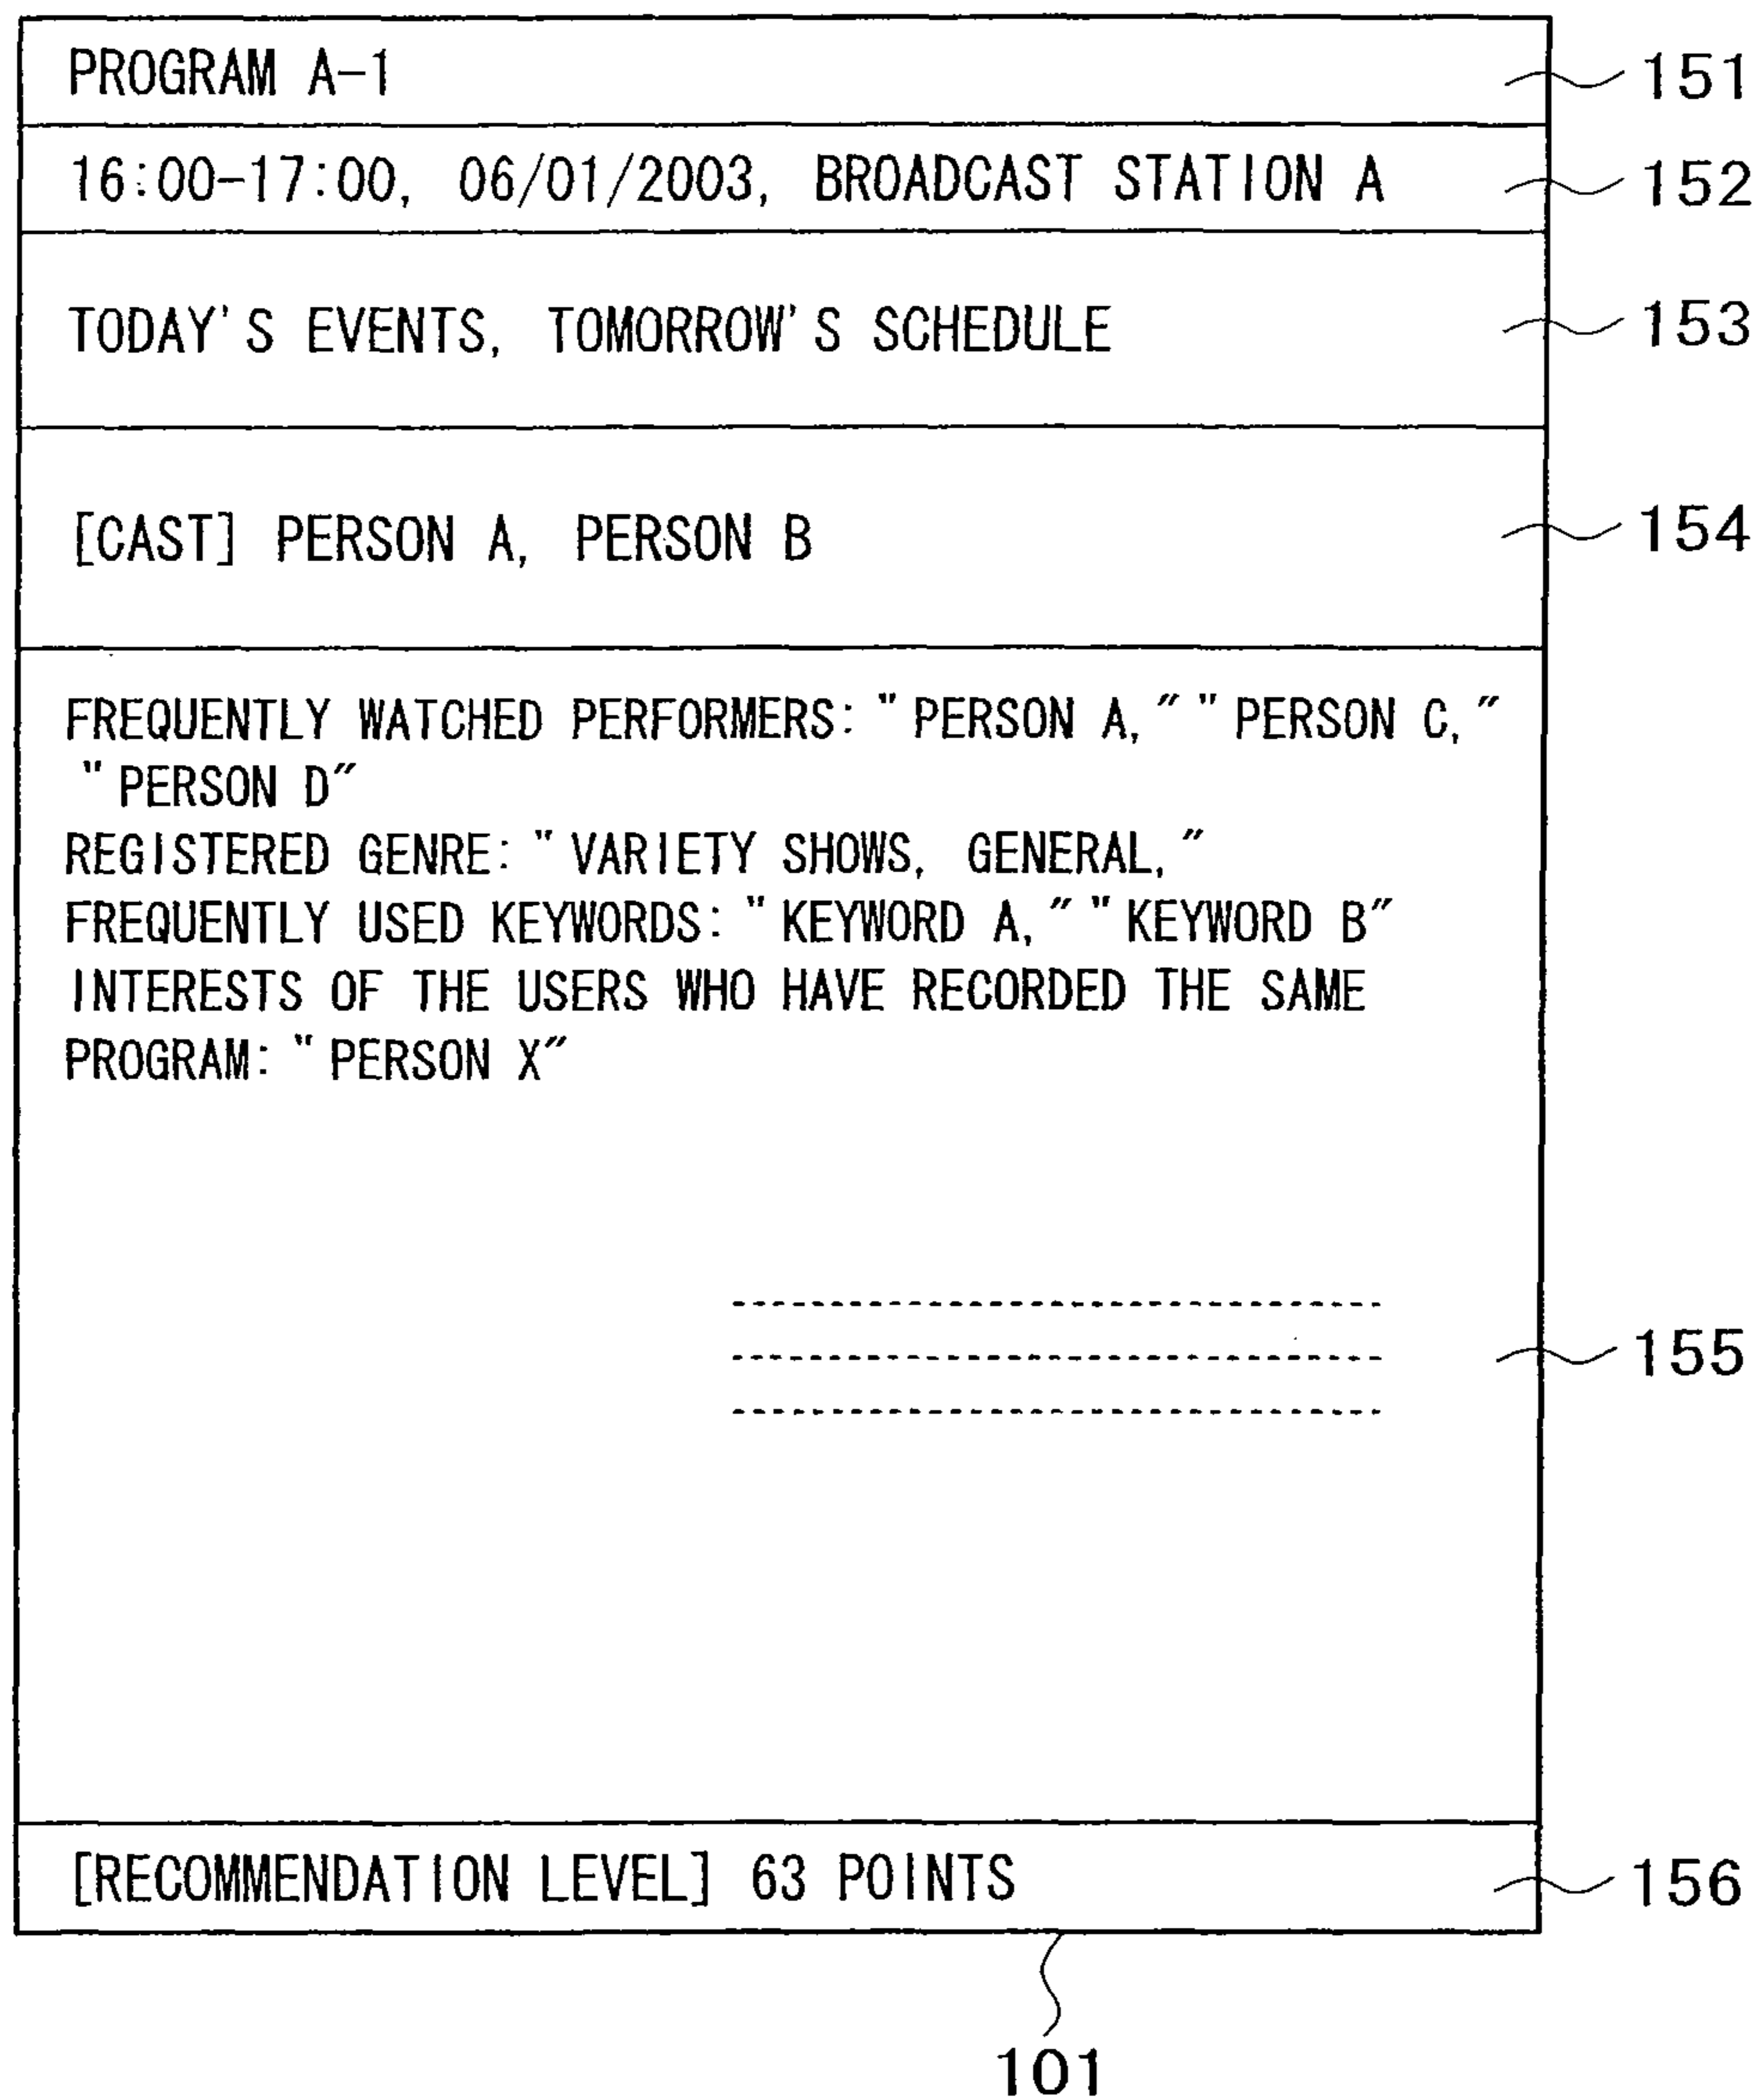 PROGRAM A-1 151
16:00-17:00, 06/01/2003, BROADCAST STATION A 152
TODAY'S EVENTS, TOMORROW'S SCHEDULE 153
[CAST] PERSON A, PERSON B 154
FREQUENTLY WATCHED PERFORMERS: "PERSON A," "PERSON C,"
"PERSON D"
REGISTERED GENRE: "VARIETY SHOWS, GENERAL,"
FREQUENTLY USED KEYWORDS: "KEYWORD A," "KEYWORD B"
INTERESTS OF THE USERS WHO HAVE RECORDED THE SAME
PROGRAM: "PERSON X"
155
[RECOMMENDATION LEVEL] 63 POINTS 156
101